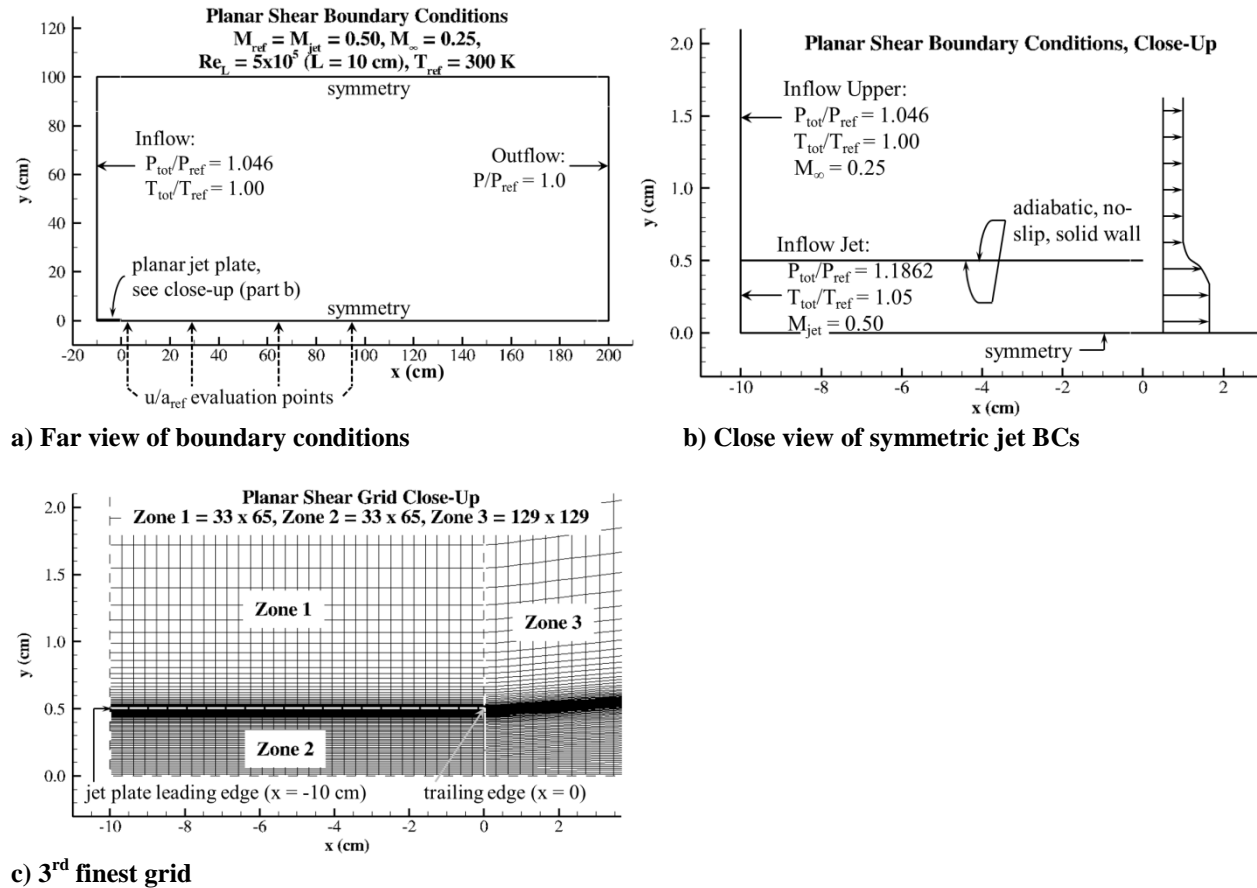 Planar Shear Boundary Conditions
M_ref = M_jet = 0.50, M_∞ = 0.25,
Re_L = 5x10^5 (L = 10 cm), T_ref = 300 K
120
100
80
60
40
20
0
y (cm)
symmetry
Inflow:
P_tot/P_ref = 1.046
T_tot/T_ref = 1.00
Outflow:
P/P_ref = 1.0
planar jet plate,
see close-up (part b)
symmetry
-20 0 20 40 60 80 100 120 140 160 180 200
x (cm)
u/a_ref evaluation points
a) Far view of boundary conditions
Planar Shear Boundary Conditions, Close-Up
2.0
1.5
1.0
0.5
0.0
y (cm)
Inflow Upper:
P_tot/P_ref = 1.046
T_tot/T_ref = 1.00
M_∞ = 0.25
adiabatic, no-
slip, solid wall
Inflow Jet:
P_tot/P_ref = 1.1862
T_tot/T_ref = 1.05
M_jet = 0.50
symmetry
-10 -8 -6 -4 -2 0 2
x (cm)
b) Close view of symmetric jet BCs
Planar Shear Grid Close-Up
Zone 1 = 33 x 65, Zone 2 = 33 x 65, Zone 3 = 129 x 129
2.0
1.5
1.0
0.5
0.0
y (cm)
Zone 1
Zone 3
Zone 2
jet plate leading edge (x = -10 cm)
trailing edge (x = 0)
-10 -8 -6 -4 -2 0 2
x (cm)
c) 3rd finest grid